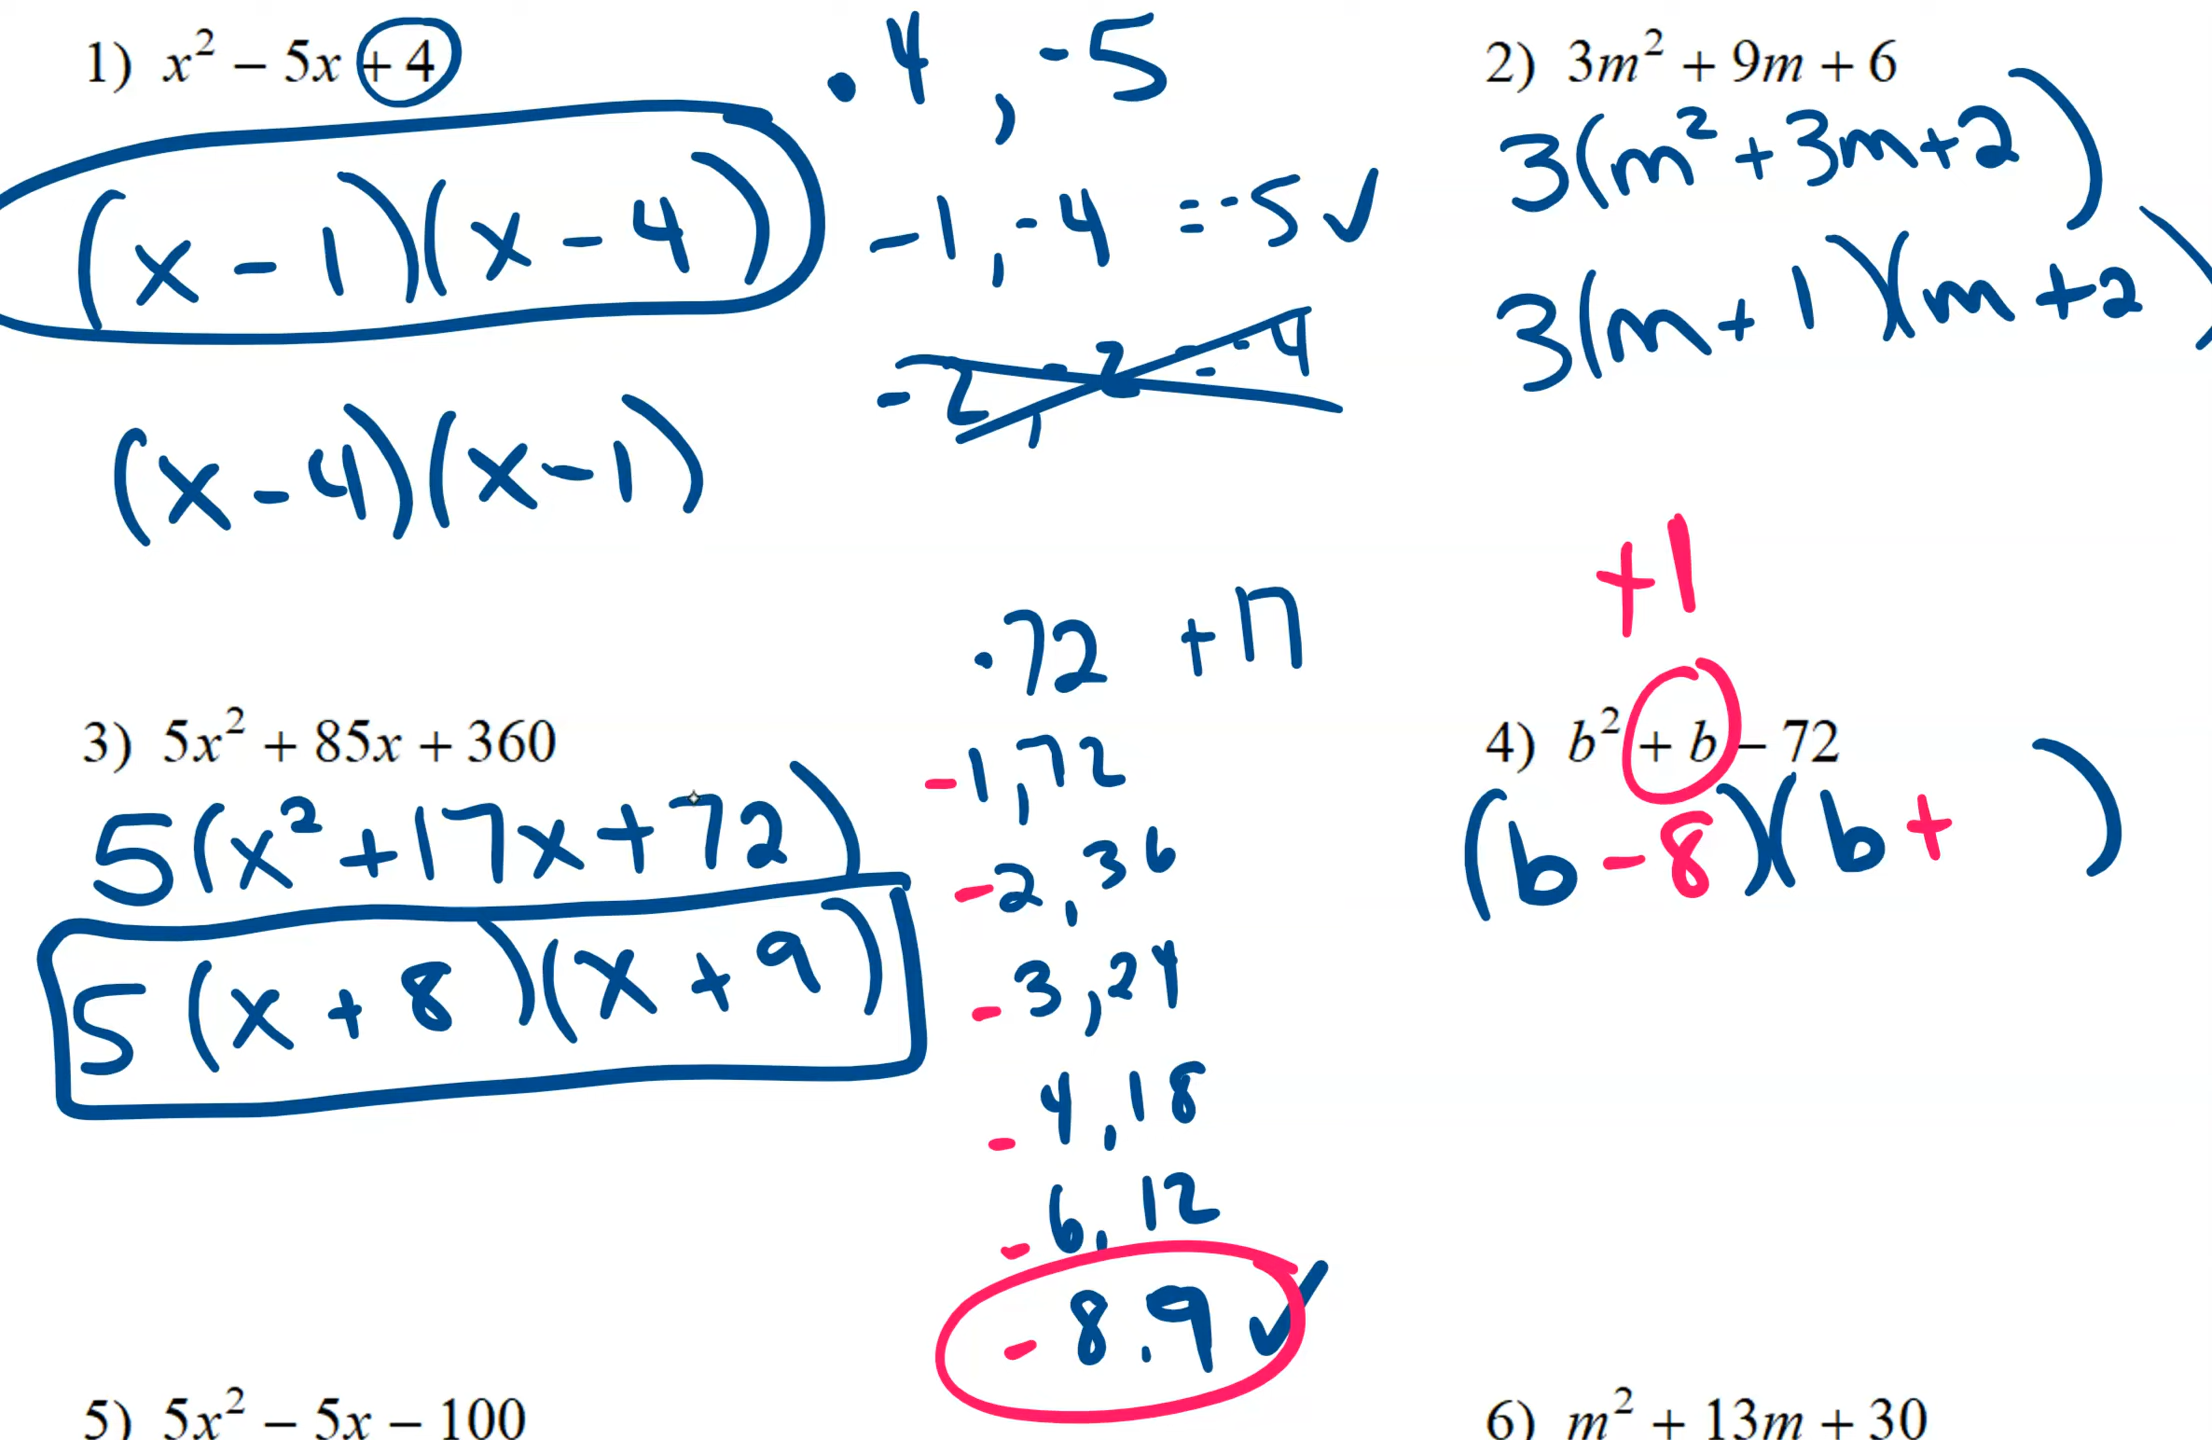 1) x² − 5x + 4
(x − 1)(x − 4)
(x − 4)(x − 1)
·4, -5
-1, -4 = -5 ✓
-2, -2 = -4
2) 3m² + 9m + 6
3(m² + 3m + 2)
3(m + 1)(m + 2)
3) 5x² + 85x + 360
5(x² + 17x + 72)
5(x + 8)(x + 9)
·72 +17
-1, 72
-2, 36
-3, 24
-4, 18
-6, 12
-8, 9 ✓
+1
4) b² + b − 72
(b − 8)(b + )
5) 5x² − 5x − 100
6) m² + 13m + 30